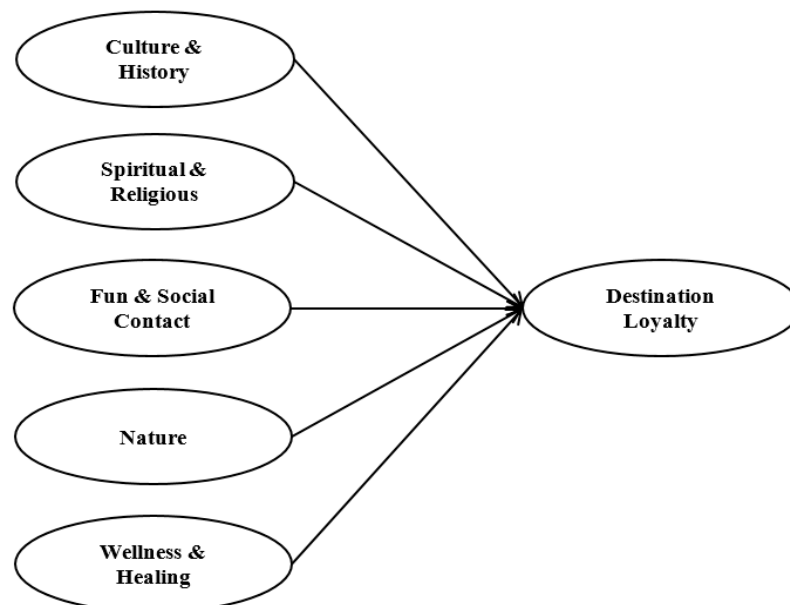 Culture &
History
Spiritual &
Religious
Fun & Social
Contact
Destination
Loyalty
Nature
Wellness &
Healing